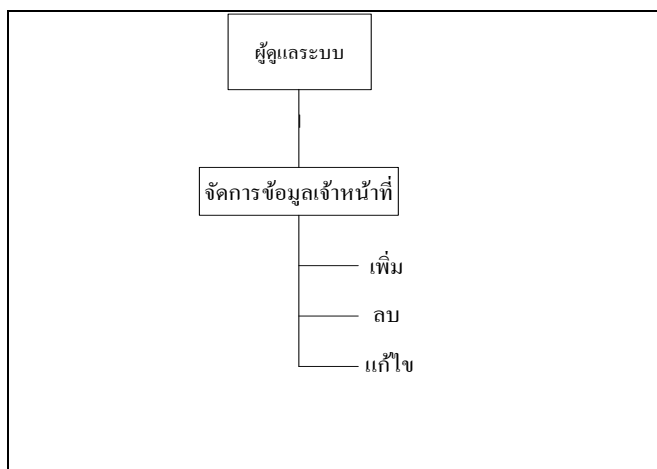 ผู้ดูแลระบบ
จัดการข้อมูลเจ้าหน้าที่
เพิ่ม
ลบ
แก้ไข